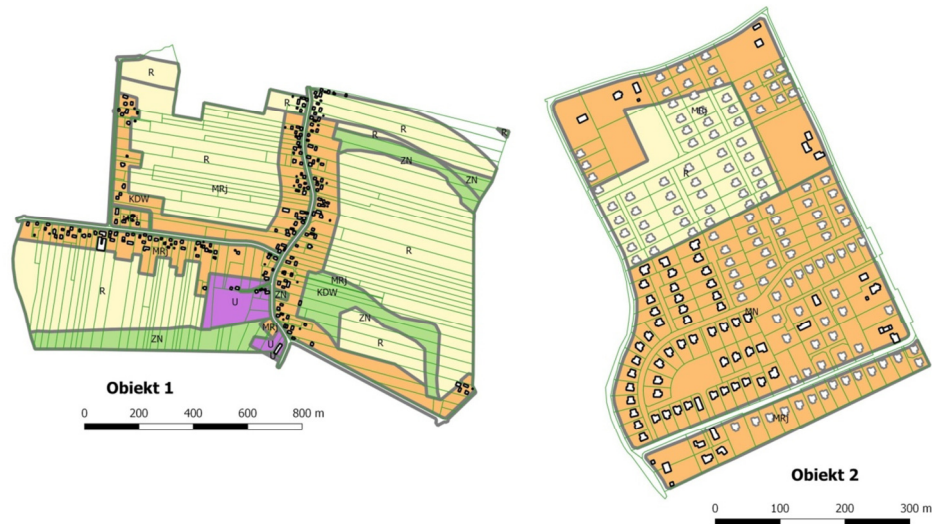 R
R
R
R
R
ZN
ZN
R
MRJ
KDW
MRJ
R
R
MRJ
KDW
U
ZN
ZN
R
ZN
MRJ
U
Obiekt 1
0 200 400 600 800 m
MRj
R
MN
MRJ
Obiekt 2
0 100 200 300 m